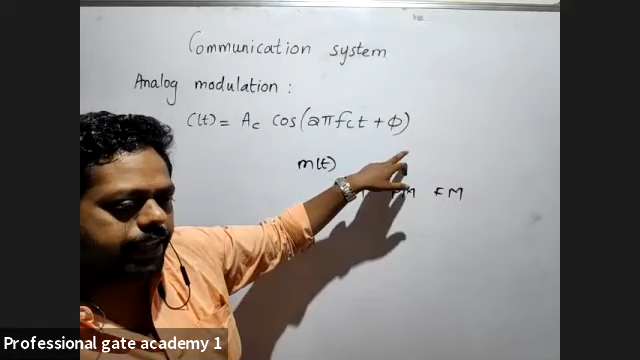 Communication system
Analog modulation :
c(t) = Ac cos(2πfct + φ)
m(t)
FM
Professional gate academy 1